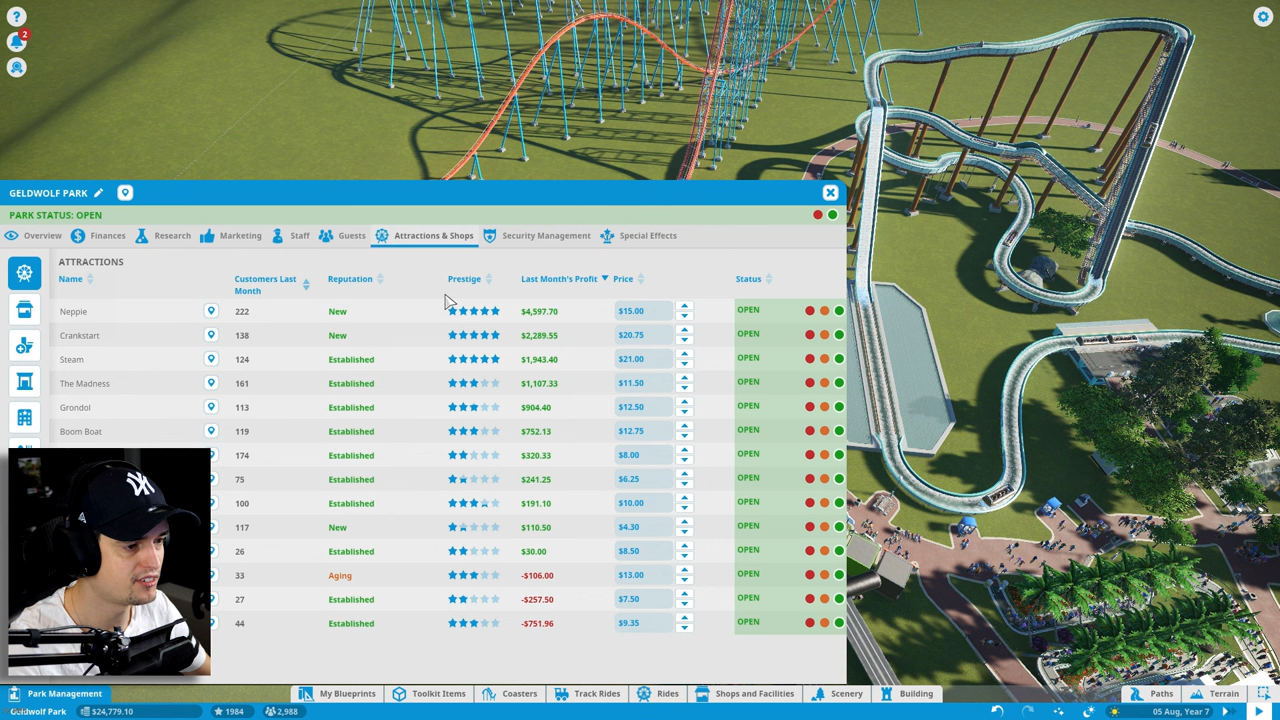 2
GELDWOLF PARK
PARK STATUS: OPEN
Overview Finances Research Marketing Staff Guests Attractions & Shops Security Management Special Effects
ATTRACTIONS
Name Customers Last Month Reputation Prestige Last Month's Profit Price Status
Neppie 222 New $4,597.70 $15.00 OPEN
Crankstart 138 New $2,289.55 $20.75 OPEN
Steam 124 Established $1,943.40 $21.00 OPEN
The Madness 161 Established $1,107.33 $11.50 OPEN
Grondol 113 Established $904.40 $12.50 OPEN
Boom Boat 119 Established $752.13 $12.75 OPEN
174 Established $320.33 $8.00 OPEN
75 Established $241.25 $6.25 OPEN
100 Established $191.10 $10.00 OPEN
117 New $110.50 $4.30 OPEN
26 Established $30.00 $8.50 OPEN
33 Aging -$106.00 $13.00 OPEN
27 Established -$257.50 $7.50 OPEN
44 Established -$751.96 $9.35 OPEN
NY
Park Management My Blueprints Toolkit Items Coasters Track Rides Rides Shops and Facilities Scenery Building Paths Terrain
Geldwolf Park $24,779.10 1984 2,988 05 Aug, Year 7